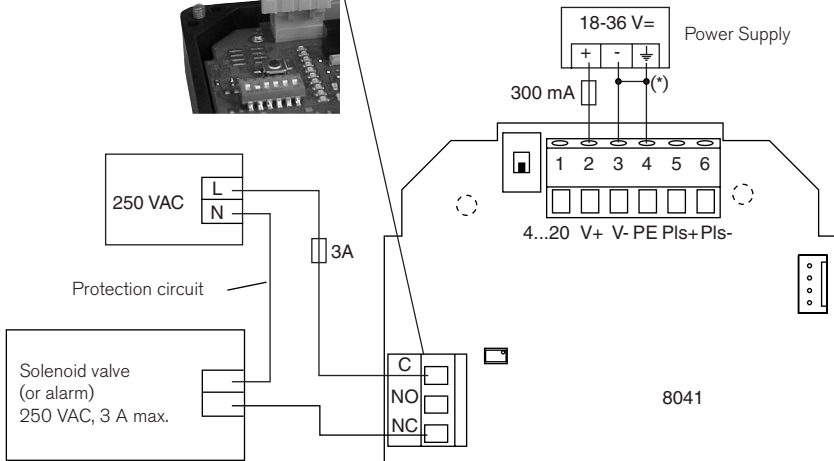 18-36 V=
+ - ⏚
Power Supply
300 mA
(*)
1 2 3 4 5 6
4...20 V+ V- PE Pls+ Pls-
250 VAC
L
N
3A
Protection circuit
Solenoid valve
(or alarm)
250 VAC, 3 A max.
C
NO
NC
8041